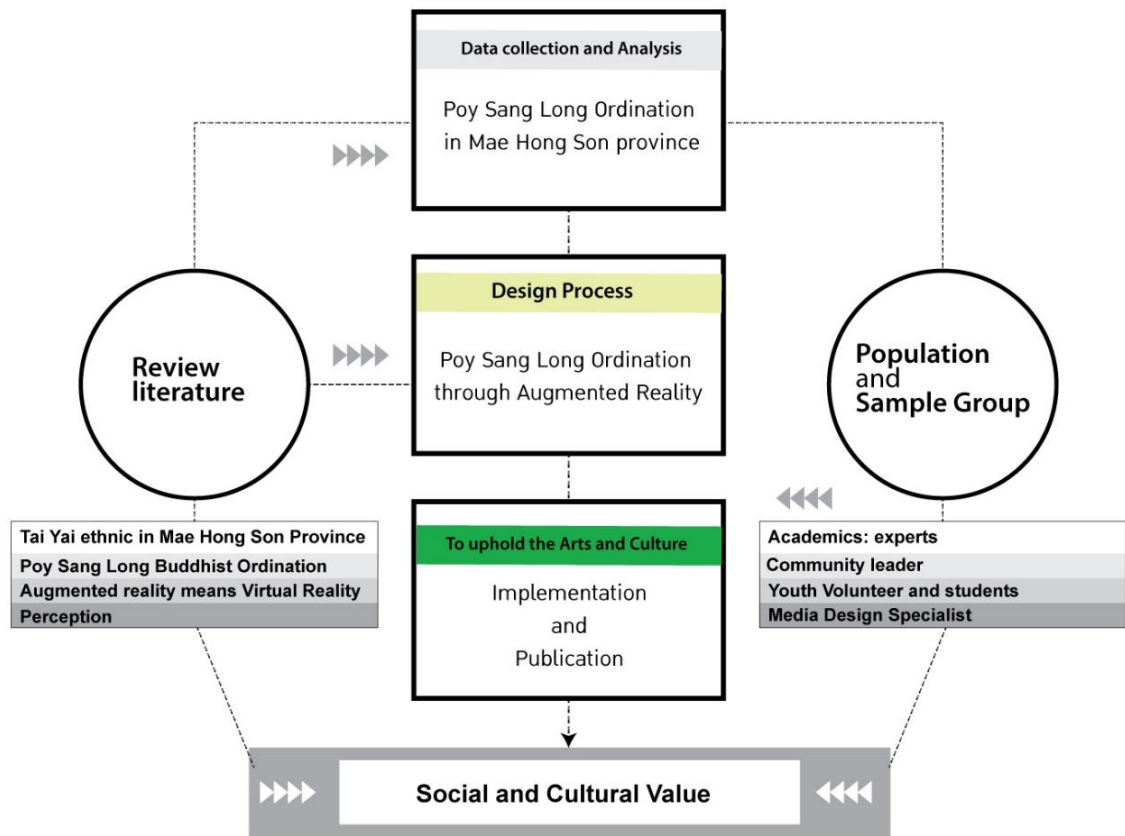 Data collection and Analysis
Poy Sang Long Ordination
in Mae Hong Son province
Design Process
Poy Sang Long Ordination
through Augmented Reality
Review
literature
Population
and
Sample Group
Tai Yai ethnic in Mae Hong Son Province
Poy Sang Long Buddhist Ordination
Augmented reality means Virtual Reality
Perception
To uphold the Arts and Culture
Implementation
and
Publication
Academics: experts
Community leader
Youth Volunteer and students
Media Design Specialist
Social and Cultural Value